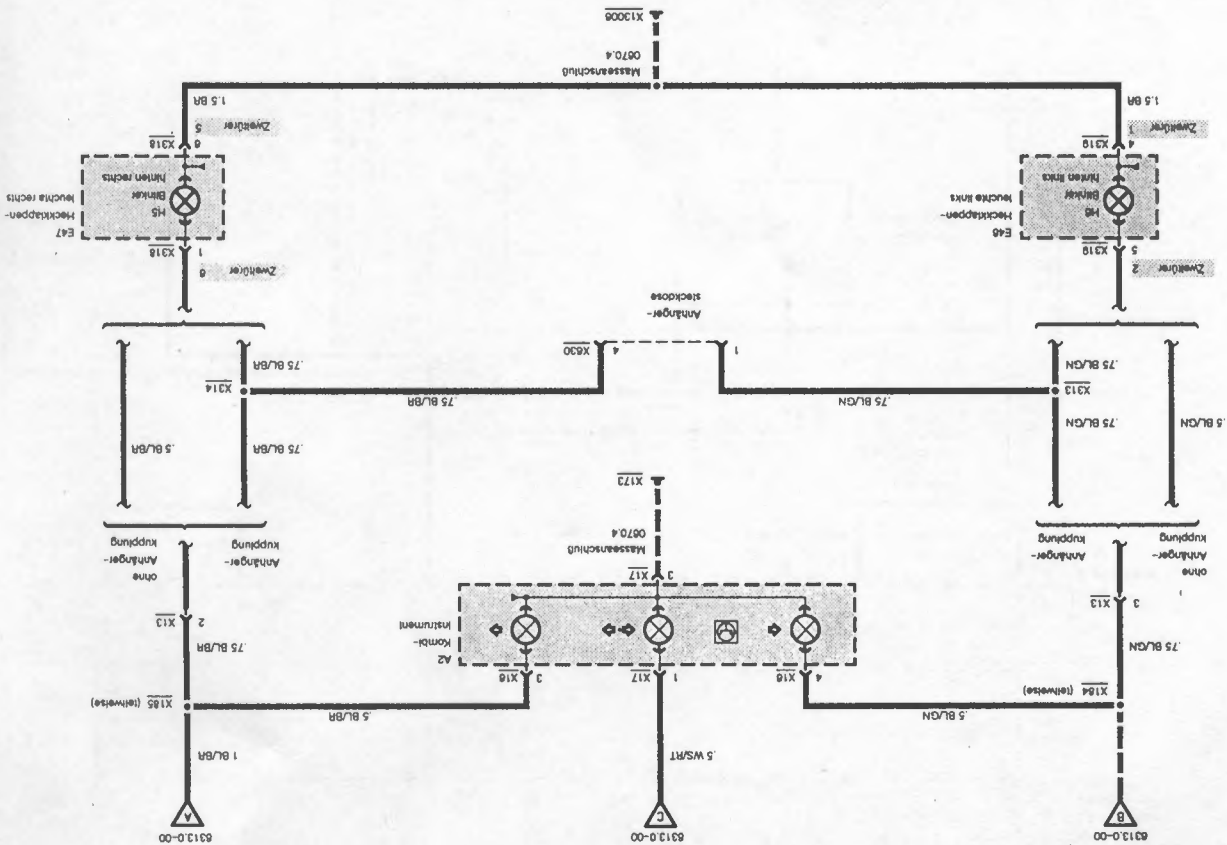 8313.0-00
8313.0-00
8313.0-00
B
C
A
.5 WS/RT
1 BL/BR
X184 (teilweise)
.5 BL/GN
.5 BL/BR
X185 (teilweise)
.75 BL/GN
4
X16
1
X17
3
X16
A2
Kombi-
instrument
.75 BL/BR
3
X13
3
X17
2
X13
ohne
Anhänger-
kupplung
Anhänger-
kupplung
Masseanschluß
0670.4
X173
Anhänger-
kupplung
ohne
Anhänger-
kupplung
.5 BL/GN
.75 BL/GN
.75 BL/BR
.5 BL/BR
X313
.75 BL/GN
.75 BL/BR
X314
.75 BL/GN
1
4
X630
.75 BL/BR
Anhänger-
steckdose
Zweitürer
2
5
X319
Zweitürer
6
1
X318
E46
Heckklappen-
leuchte links
H6
Blinker
hinten links
E47
Heckklappen-
leuchte rechts
H5
Blinker
hinten rechts
4
X319
Zweitürer
1
6
X318
Zweitürer
5
1.5 BR
1.5 BR
Masseanschluß
0670.4
X13006